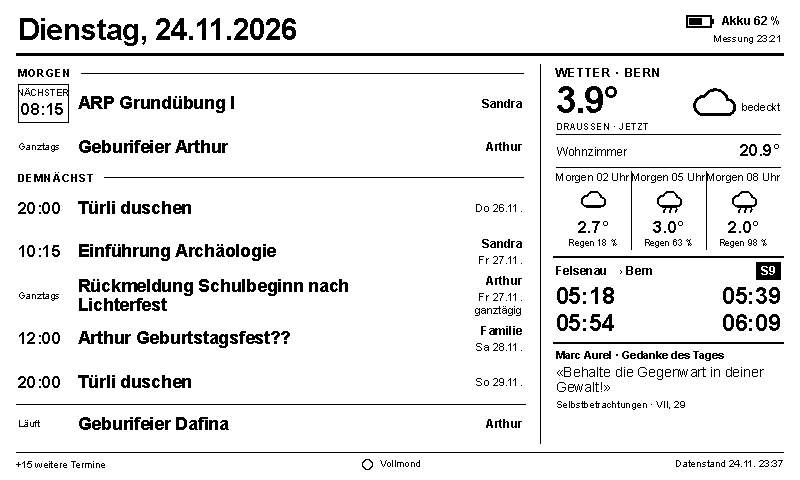 Dienstag, 24.11.2026
Akku 62 %
Messung 23:21
MORGEN
NÄCHSTER
08:15
ARP Grundübung I
Sandra
Ganztags
Geburifeier Arthur
Arthur
DEMNÄCHST
20:00
Türli duschen
Do 26.11.
10:15
Einführung Archäologie
Sandra
Fr 27.11.
Ganztags
Rückmeldung Schulbeginn nach
Lichterfest
Arthur
Fr 27.11.
ganztägig
12:00
Arthur Geburtstagsfest??
Familie
Sa 28.11.
20:00
Türli duschen
So 29.11.
Läuft
Geburifeier Dafina
Arthur
WETTER · BERN
3.9°
bedeckt
DRAUSSEN · JETZT
Wohnzimmer
20.9°
Morgen 02 Uhr
Morgen 05 Uhr
Morgen 08 Uhr
2.7°
3.0°
2.0°
Regen 18 %
Regen 63 %
Regen 98 %
Felsenau › Bern
S9
05:18
05:39
05:54
06:09
Marc Aurel · Gedanke des Tages
«Behalte die Gegenwart in deiner
Gewalt!»
Selbstbetrachtungen · VII, 29
+15 weitere Termine
Vollmond
Datenstand 24.11. 23:37